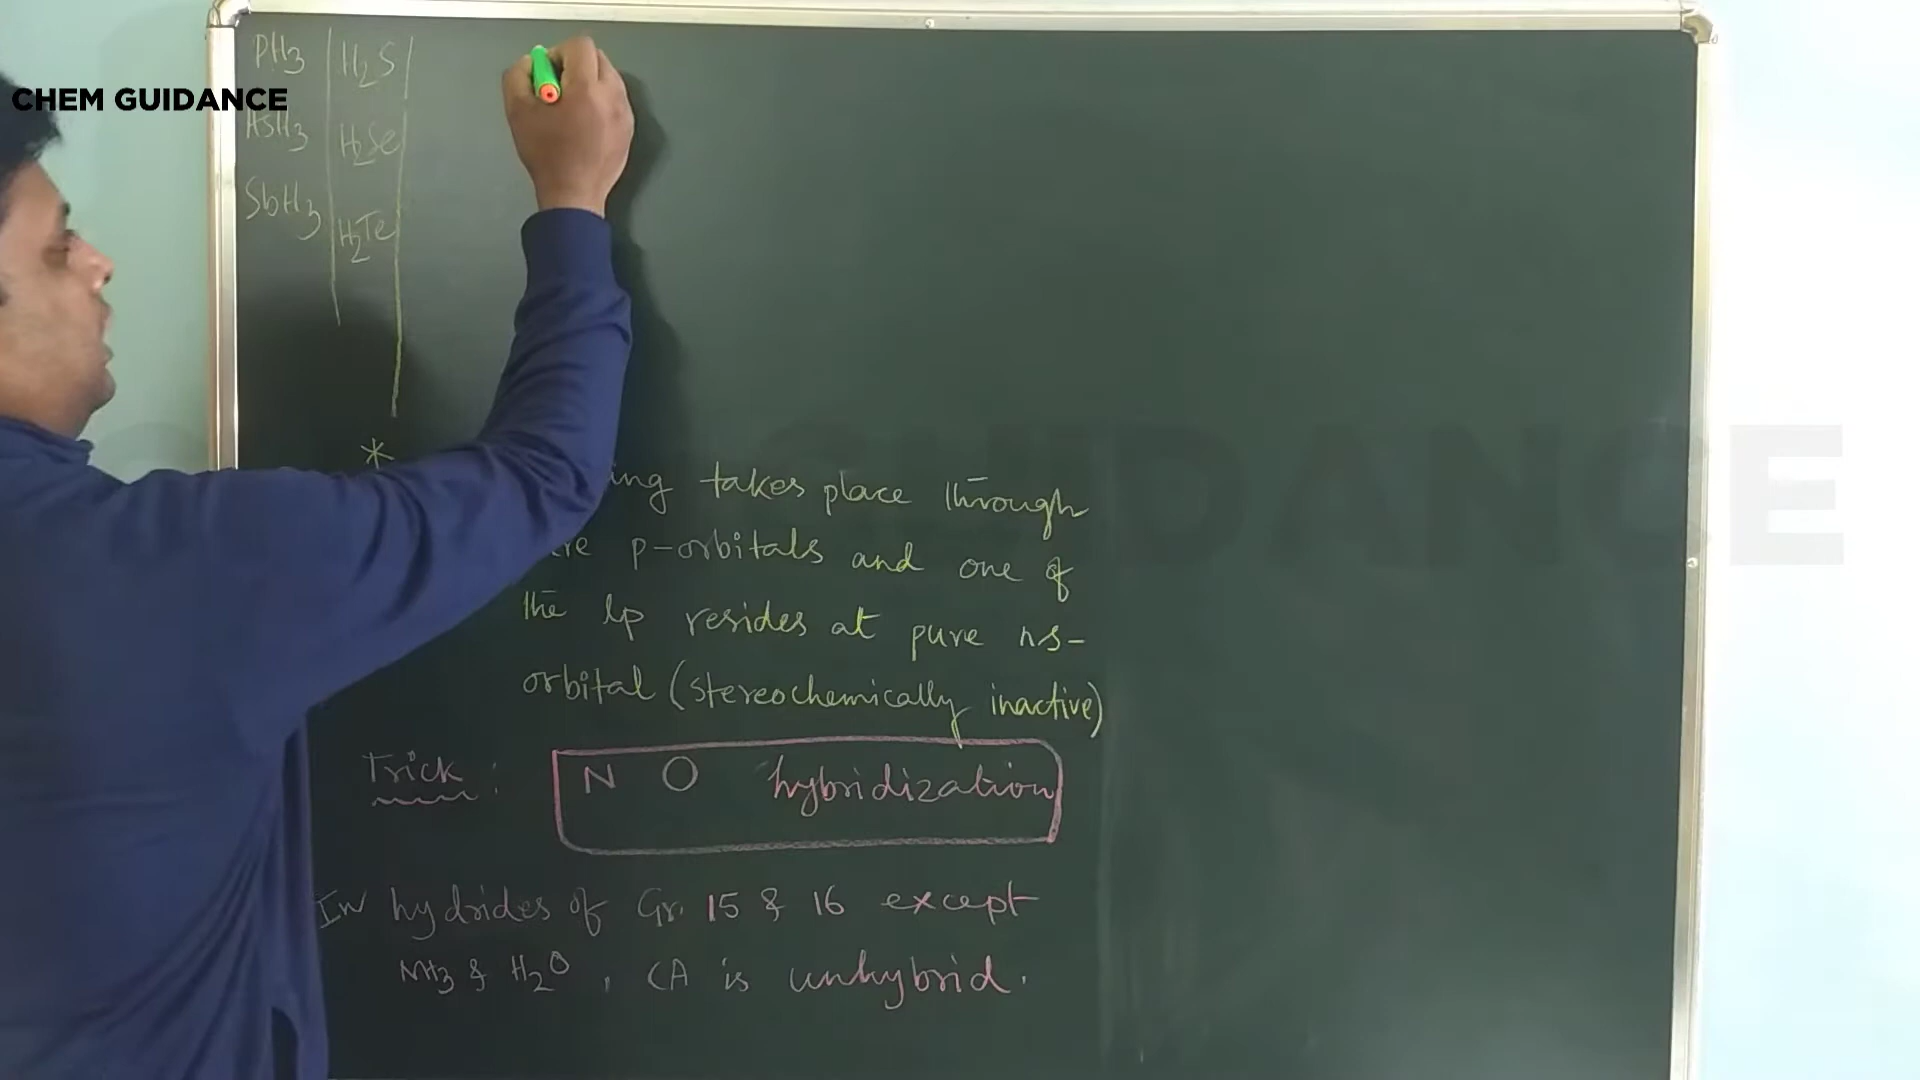 PH3 | H2S |
CHEM GUIDANCE
AsH3 H2Se
SbH3 H2Te
*
ing takes place through
p-orbitals and one of
the lp resides at pure ns-
orbital (stereochemically inactive)
Trick : N O hybridization
In hydrides of Gr. 15 & 16 except
NH3 & H2O , CA is unhybrid.
GUIDANCE